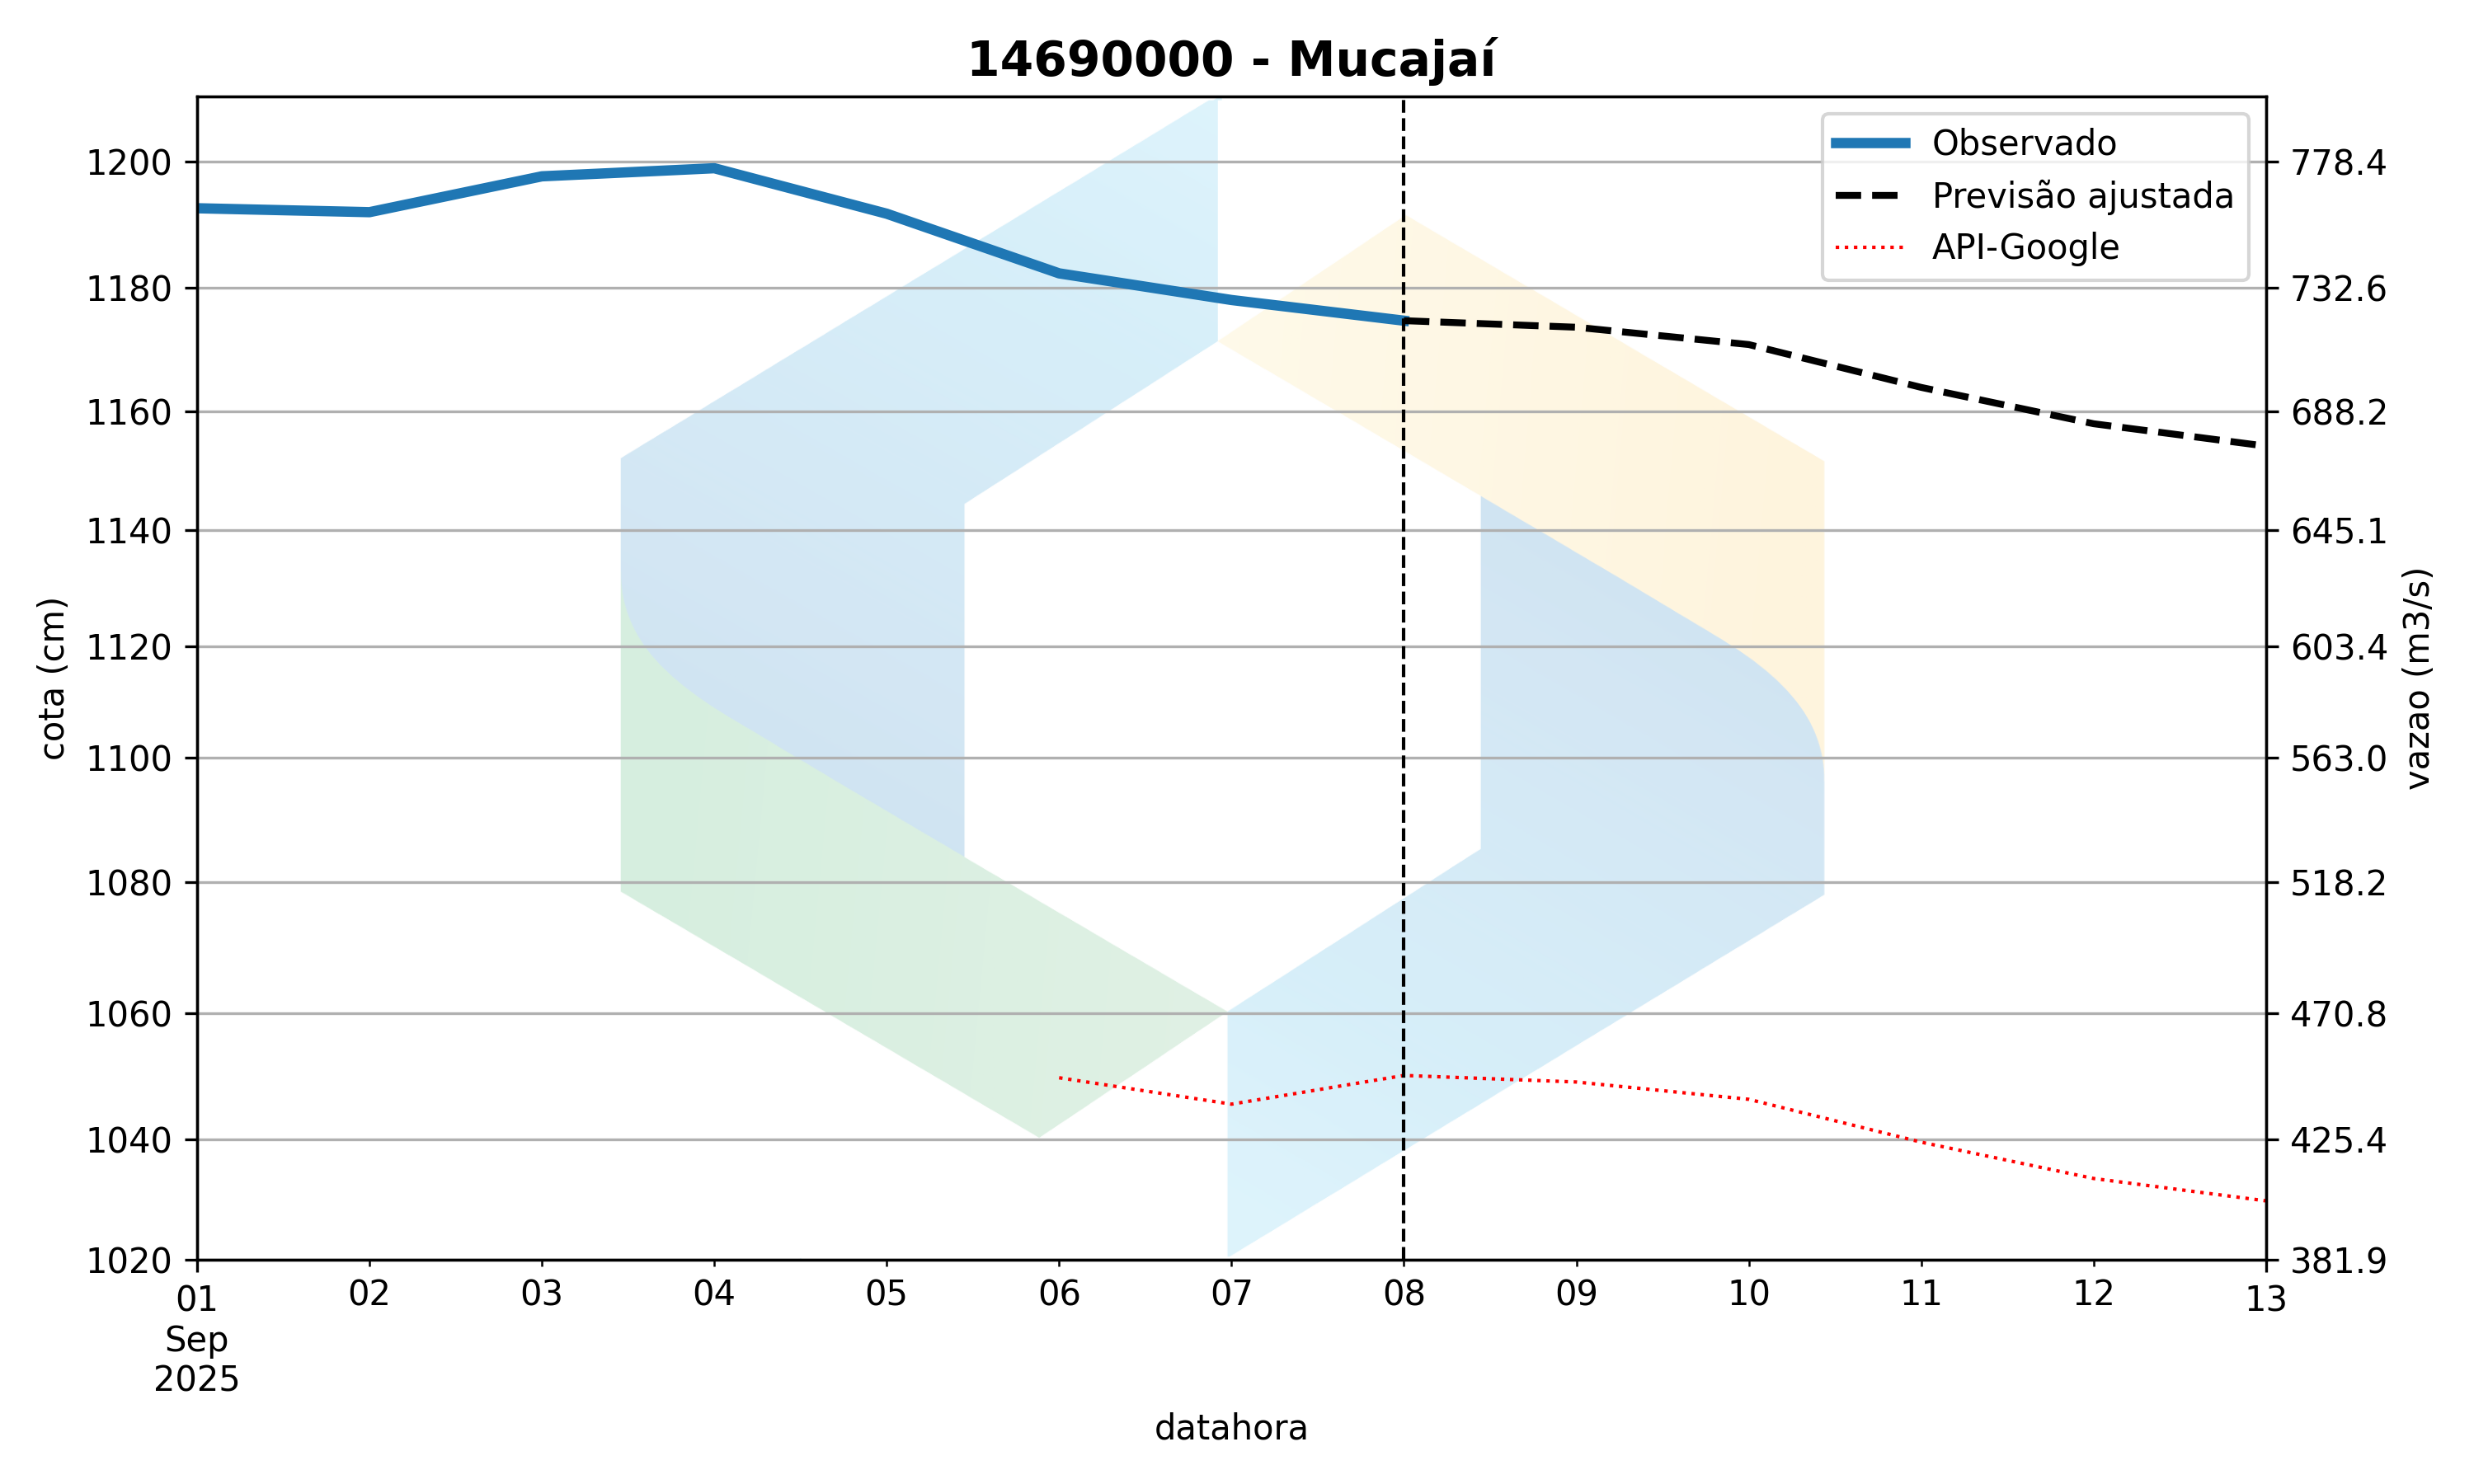 14690000 - Mucajaí
Observado
Previsão ajustada
API-Google
1200
1180
1160
1140
1120
1100
1080
1060
1040
1020
cota (cm)
778.4
732.6
688.2
645.1
603.4
563.0
518.2
470.8
425.4
381.9
vazao (m3/s)
01 02 03 04 05 06 07 08 09 10 11 12 13
Sep
2025
datahora